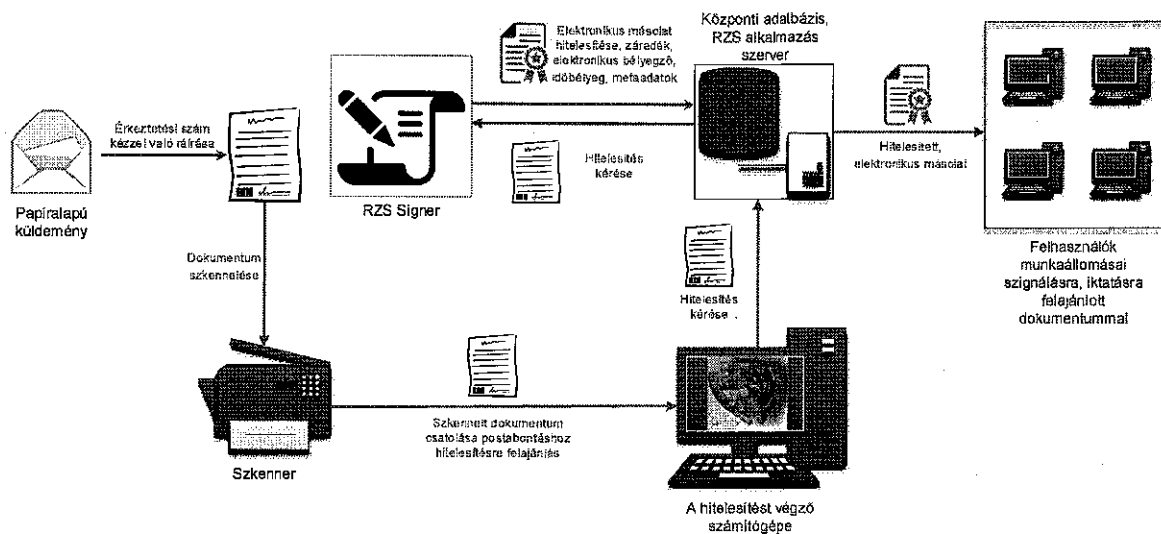 Papíralapú
küldemény
Érkeztetési szám
kézzel való ráírása
Dokumentum
szkennelése
Szkenner
Szkennelt dokumentum
csatolása postabontáshoz
hitelesítésre felajánlás
A hitelesítést végző
számítógépe
Hitelesítés
kérése
RZS Signer
Elektronikus másolat
hitelesítése, záradék,
elektronikus bélyegző,
időbélyeg, metaadatok
Hitelesítés
kérése
Központi adalbázis,
RZS alkalmazás
szerver
Hitelesített,
elektronikus másolat
Felhasználók
munkaállomásai
szignálásra, iktatásra
felajánlott
dokumentummal